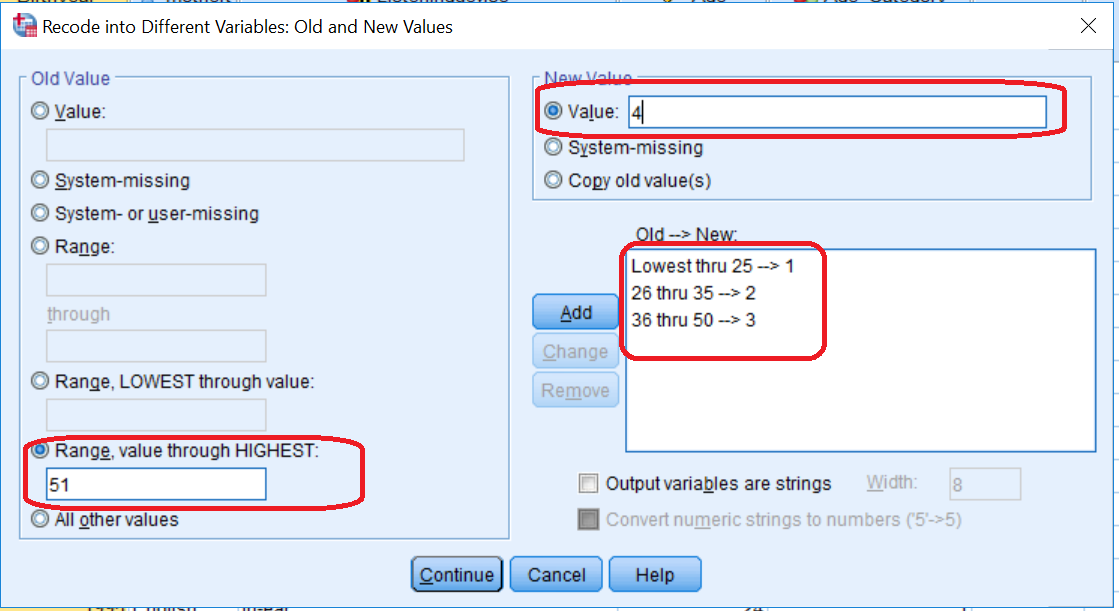 Recode into Different Variables: Old and New Values
Old Value
Value:
System-missing
System- or user-missing
Range:
through
Range, LOWEST through value:
Range, value through HIGHEST:
51
All other values
New Value
Value: 4
System-missing
Copy old value(s)
Old --> New:
Lowest thru 25 --> 1
26 thru 35 --> 2
36 thru 50 --> 3
Add
Change
Remove
Output variables are strings Width: 8
Convert numeric strings to numbers ('5'->5)
Continue Cancel Help